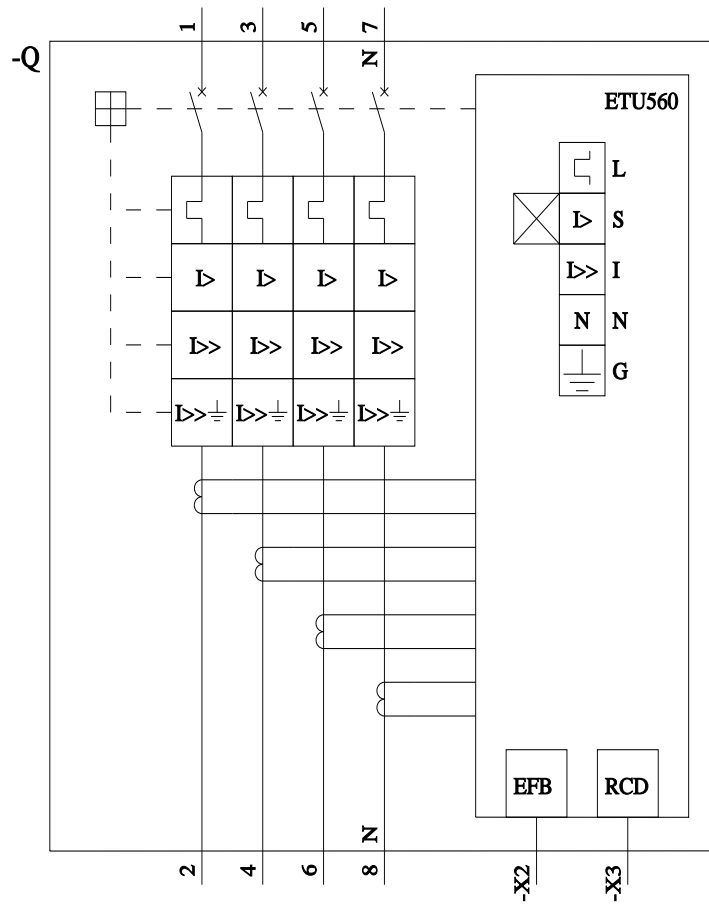 1 3 5 7
N
-Q
ETU560
L
I> S
I>> I
N N
G
I> I> I> I>
I>> I>> I>> I>>
I>> I>> I>> I>>
EFB RCD
N
2 4 6 8
-X2 -X3